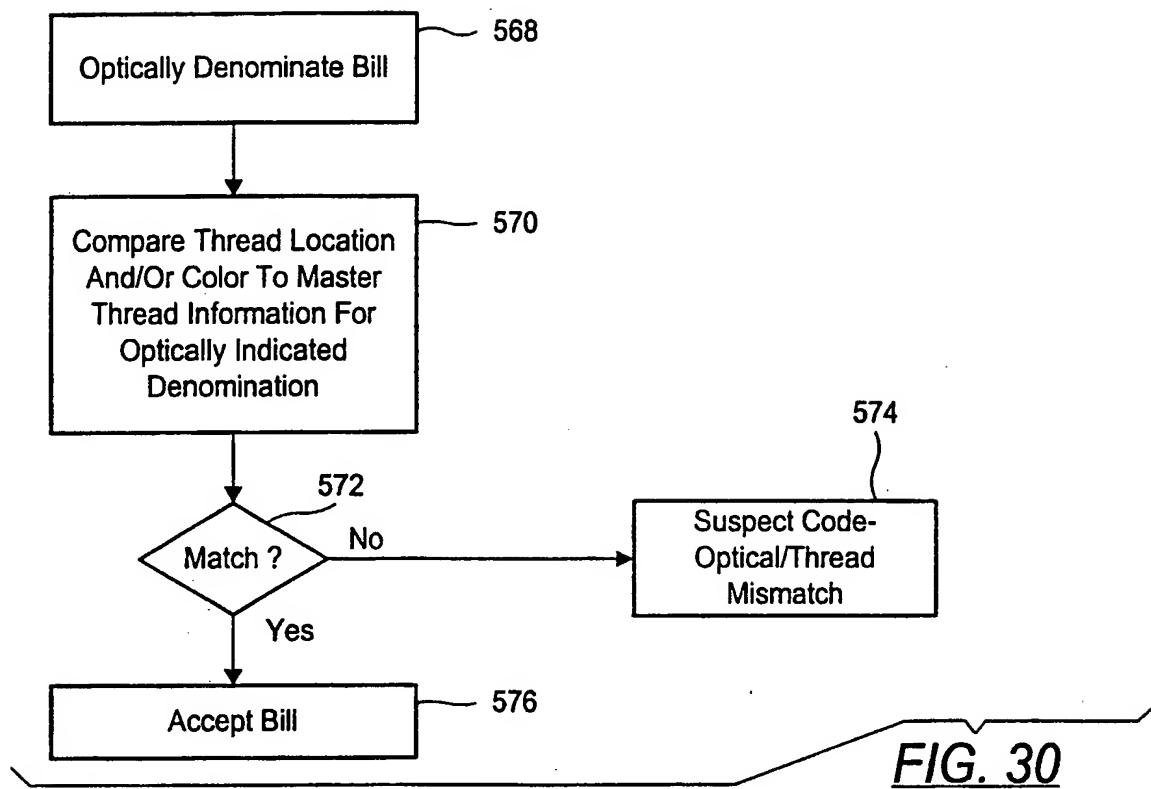 568
Optically Denominate Bill
570
Compare Thread Location
And/Or Color To Master
Thread Information For
Optically Indicated
Denomination
572
Match ?
No
574
Suspect Code-
Optical/Thread
Mismatch
Yes
576
Accept Bill
FIG. 30